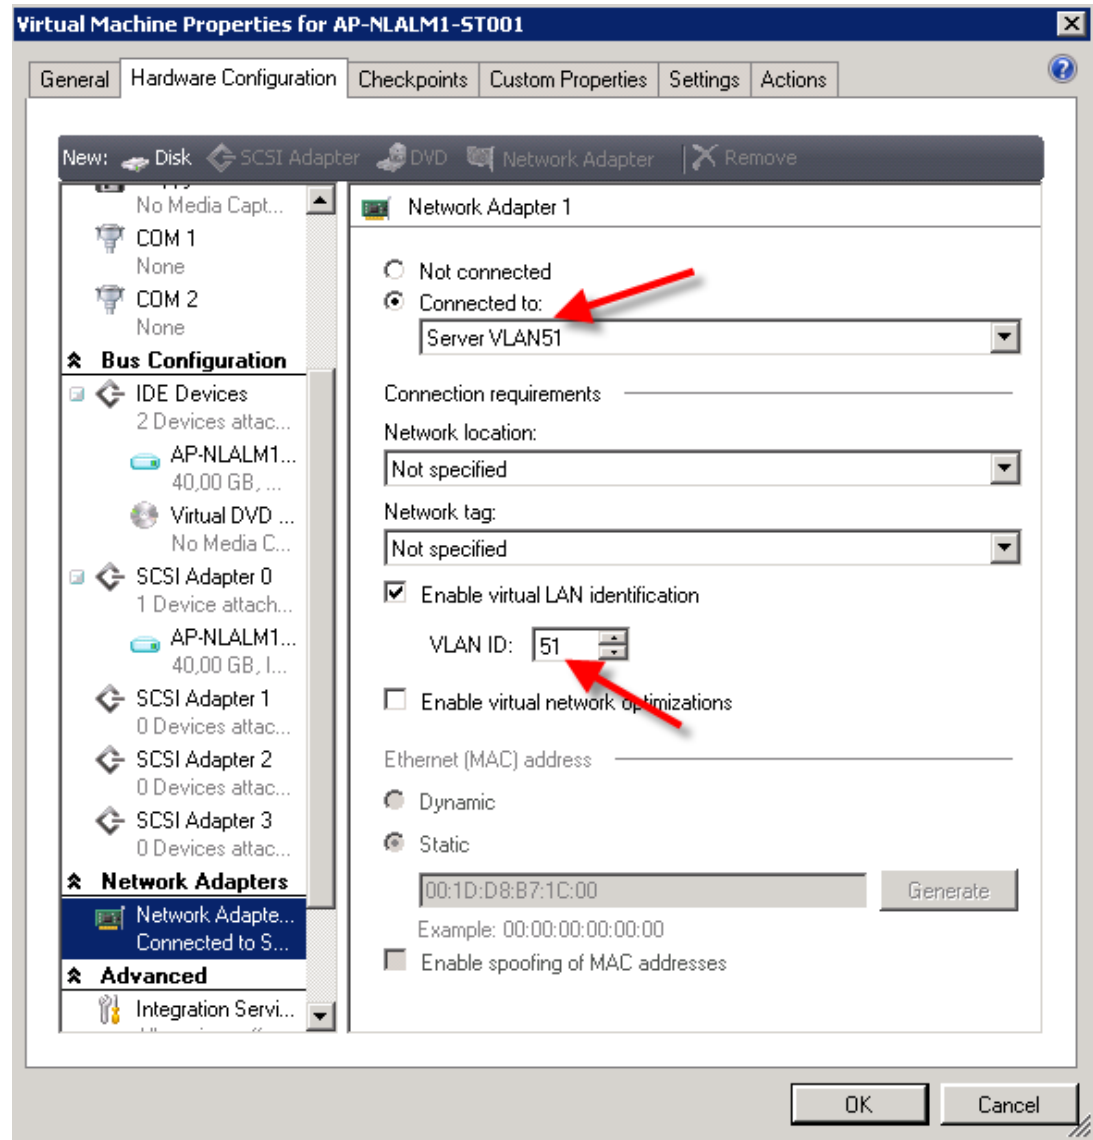 Virtual Machine Properties for AP-NLALM1-ST001
General Hardware Configuration Checkpoints Custom Properties Settings Actions
New: Disk SCSI Adapter DVD Network Adapter Remove
No Media Capt...
COM 1
None
COM 2
None
Bus Configuration
IDE Devices
2 Devices attac...
AP-NLALM1...
40,00 GB, ...
Virtual DVD ...
No Media C...
SCSI Adapter 0
1 Device attach...
AP-NLALM1...
40,00 GB, I...
SCSI Adapter 1
0 Devices attac...
SCSI Adapter 2
0 Devices attac...
SCSI Adapter 3
0 Devices attac...
Network Adapters
Network Adapte...
Connected to S...
Advanced
Integration Servi...
Network Adapter 1
Not connected
Connected to:
Server VLAN51
Connection requirements
Network location:
Not specified
Network tag:
Not specified
Enable virtual LAN identification
VLAN ID: 51
Enable virtual network optimizations
Ethernet (MAC) address
Dynamic
Static
00:1D:D8:B7:1C:00 Generate
Example: 00:00:00:00:00:00
Enable spoofing of MAC addresses
OK Cancel